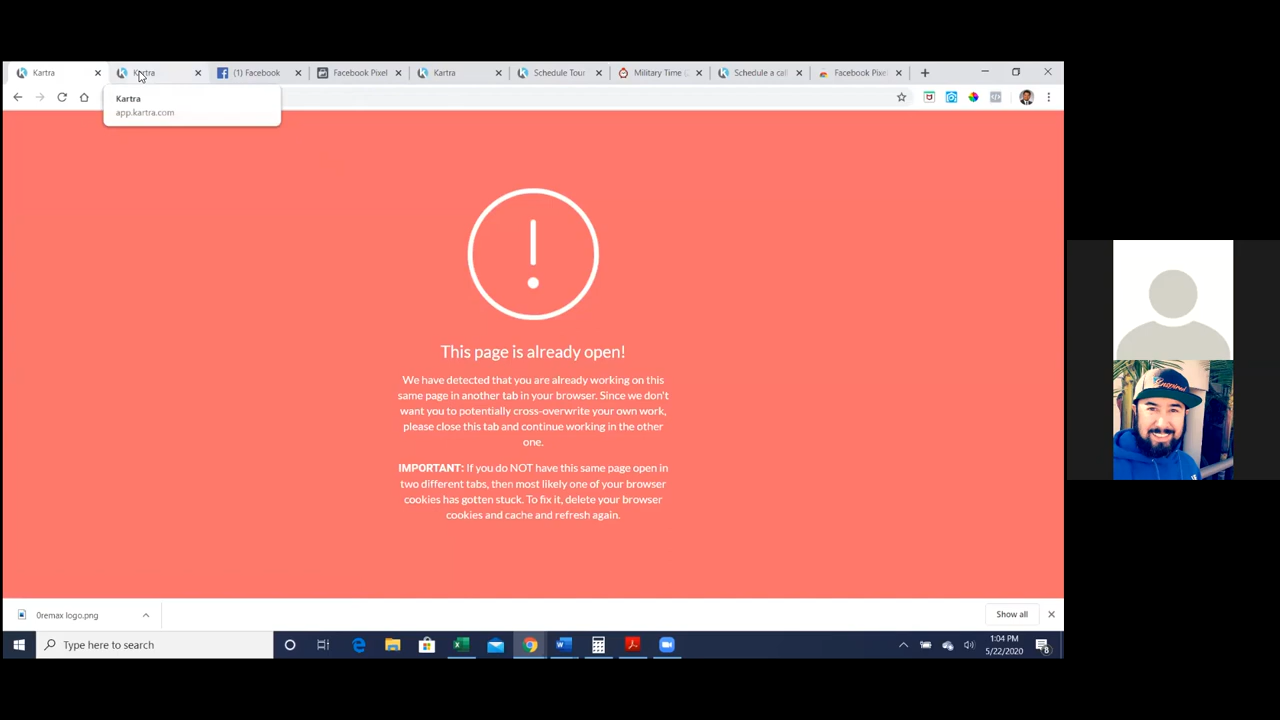 Kartra
Kartra
(1) Facebook
Facebook Pixel
Kartra
Schedule Tour
Military Time
Schedule a call
Facebook Pixel
Kartra
app.kartra.com
This page is already open!
We have detected that you are already working on this
same page in another tab in your browser. Since we don't
want you to potentially cross-overwrite your own work,
please close this tab and continue working in the other
one.
IMPORTANT: If you do NOT have this same page open in
two different tabs, then most likely one of your browser
cookies has gotten stuck. To fix it, delete your browser
cookies and cache and refresh again.
0remax logo.png
Show all
Type here to search
1:04 PM
5/22/2020
8